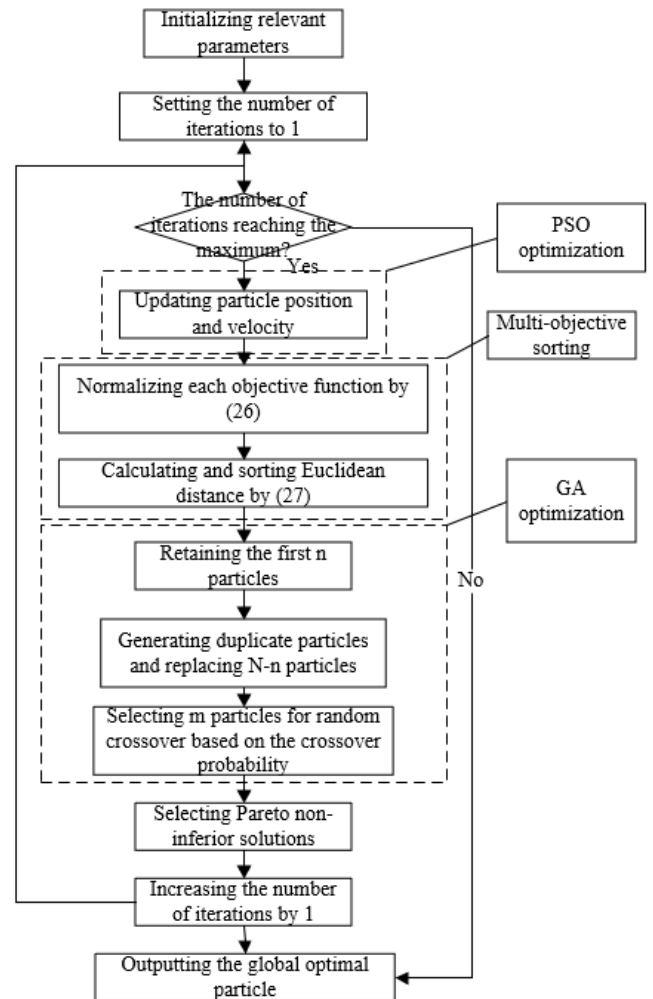 Initializing relevant
parameters
Setting the number of
iterations to 1
The number of
iterations reaching the
maximum?
Yes
PSO
optimization
Updating particle position
and velocity
Multi-objective
sorting
Normalizing each objective function by
(26)
Calculating and sorting Euclidean
distance by (27)
GA
optimization
Retaining the first n
particles
No
Generating duplicate particles
and replacing N-n particles
Selecting m particles for random
crossover based on the crossover
probability
Selecting Pareto non-
inferior solutions
Increasing the number
of iterations by 1
Outputting the global optimal
particle